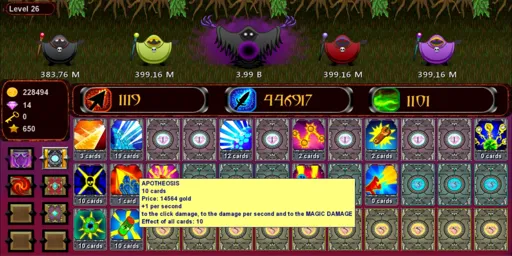 Level 26
383.76 M
399.16 M
3.99 B
399.16 M
399.16 M
228494
14
0
650
1119
446917
1101
3 cards
19 cards
12 cards
2 cards
2 cards
0 cards
10 cards
1 card
0 cards
10 cards
10 cards
APOTHEOSIS
10 cards
Price: 14564 gold
+1 per second
to the click damage, to the damage per second and to the MAGIC DAMAGE
Effect of all cards: 10